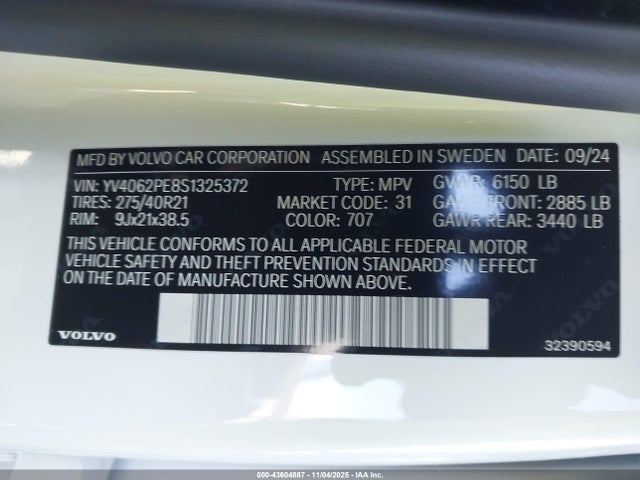 MFD BY VOLVO CAR CORPORATION ASSEMBLED IN SWEDEN DATE: 09/24
VIN: YV4062PE8S1325372 TYPE: MPV GVWR: 6150 LB
TIRES: 275/40R21 MARKET CODE: 31 GAWR FRONT: 2885 LB
RIM: 9Jx21x38.5 COLOR: 707 GAWR REAR: 3440 LB
THIS VEHICLE CONFORMS TO ALL APPLICABLE FEDERAL MOTOR
VEHICLE SAFETY AND THEFT PREVENTION STANDARDS IN EFFECT
ON THE DATE OF MANUFACTURE SHOWN ABOVE.
VOLVO 32390594
000-43604887 - 11/04/2025 - IAAI.COM